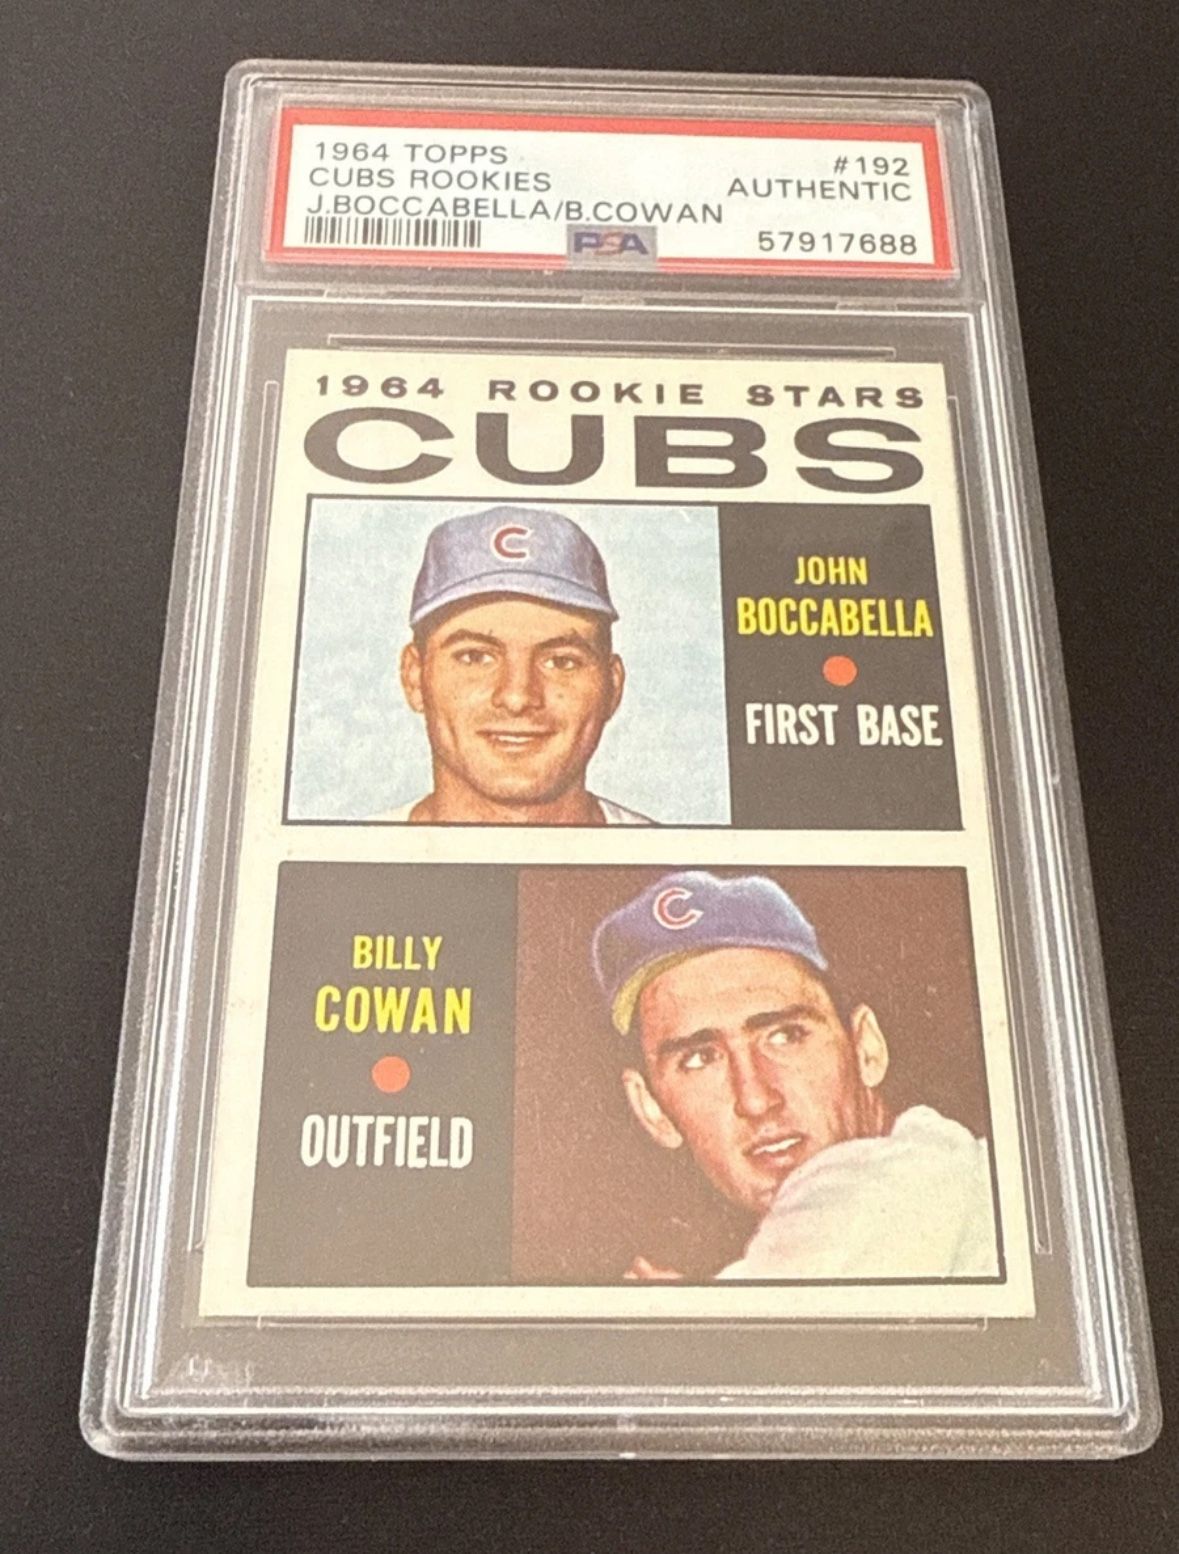 1964 TOPPS #192
CUBS ROOKIES AUTHENTIC
J.BOCCABELLA/B.COWAN
PSA 57917688
1964 ROOKIE STARS
CUBS
C
JOHN
BOCCABELLA
FIRST BASE
C
BILLY
COWAN
OUTFIELD